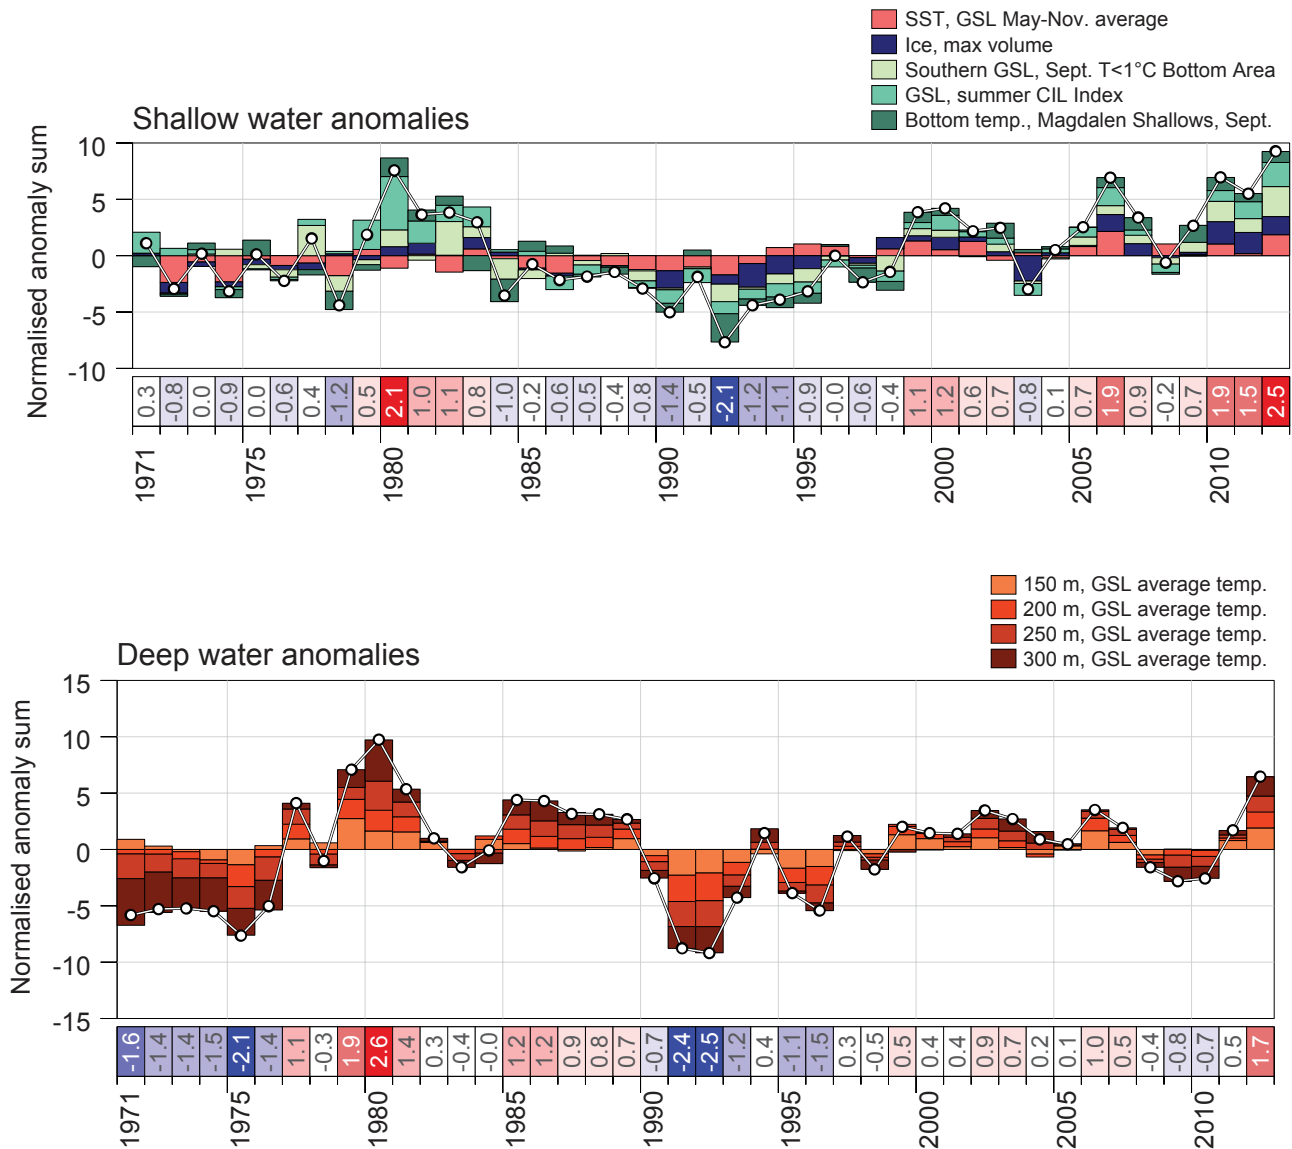 SST, GSL May-Nov. average
Ice, max volume
Southern GSL, Sept. T<1°C Bottom Area
GSL, summer CIL Index
Bottom temp., Magdalen Shallows, Sept.
Shallow water anomalies
Normalised anomaly sum
10
5
0
-5
-10
0.3 -0.8 0.0 -0.9 0.0 -0.6 0.4 -1.2 0.5 2.1 1.0 1.1 0.8 -1.0 -0.2 -0.6 -0.5 -0.4 -0.8 -1.4 -0.5 -2.1 -1.2 -1.1 -0.8 0.0 -0.6 -0.4 1.1 1.2 0.6 0.7 -0.8 0.1 0.7 1.9 0.9 -0.2 0.7 1.9 1.5 2.5
1971 1975 1980 1985 1990 1995 2000 2005 2010
150 m, GSL average temp.
200 m, GSL average temp.
250 m, GSL average temp.
300 m, GSL average temp.
Deep water anomalies
Normalised anomaly sum
15
10
5
0
-5
-10
-15
-1.6 -1.4 -1.4 -1.5 -2.1 -1.4 1.1 -0.3 1.9 2.6 1.4 0.3 -0.4 -0.0 1.2 1.2 0.9 0.8 0.7 -0.7 -2.4 -2.5 -1.2 0.4 -1.1 -1.5 0.3 -0.5 0.5 0.4 0.4 0.9 0.7 0.2 0.1 1.0 0.5 -0.4 -0.8 -0.7 0.5 1.7
1971 1975 1980 1985 1990 1995 2000 2005 2010